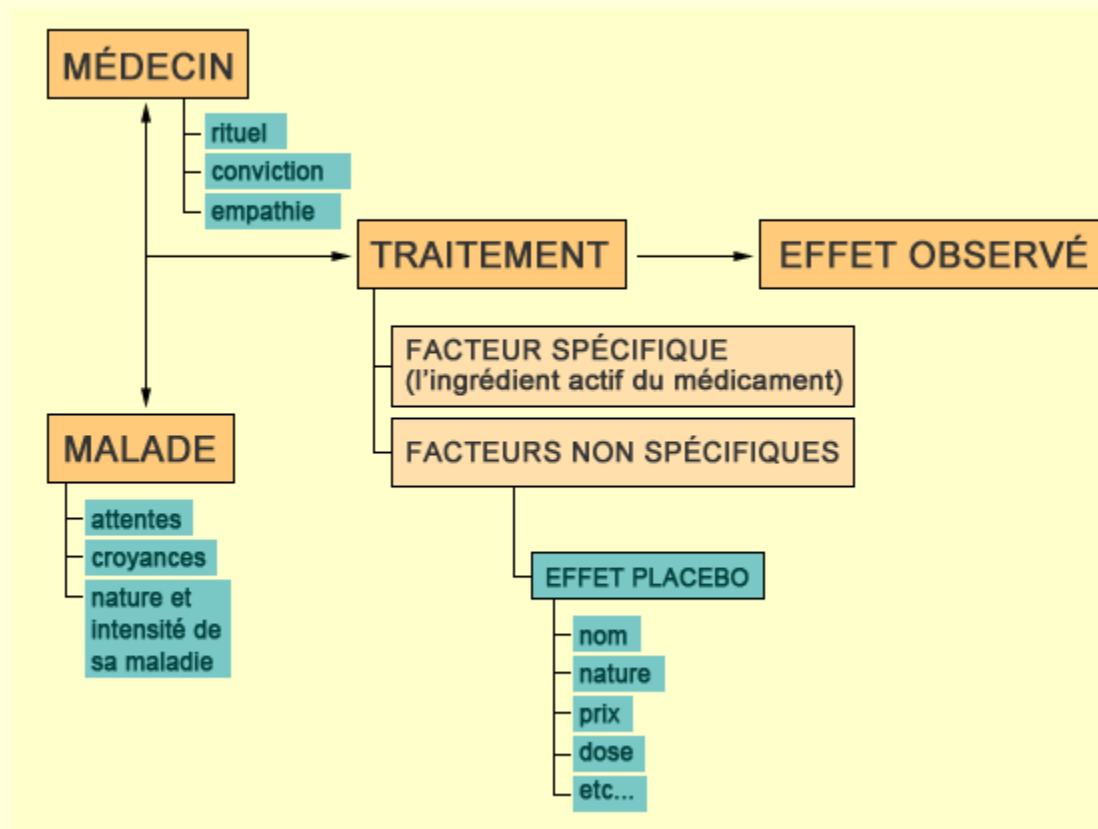 MÉDECIN
rituel
conviction
empathie
TRAITEMENT
EFFET OBSERVÉ
FACTEUR SPÉCIFIQUE
(l'ingrédient actif du médicament)
FACTEURS NON SPÉCIFIQUES
MALADE
attentes
croyances
nature et
intensité de
sa maladie
EFFET PLACEBO
nom
nature
prix
dose
etc...